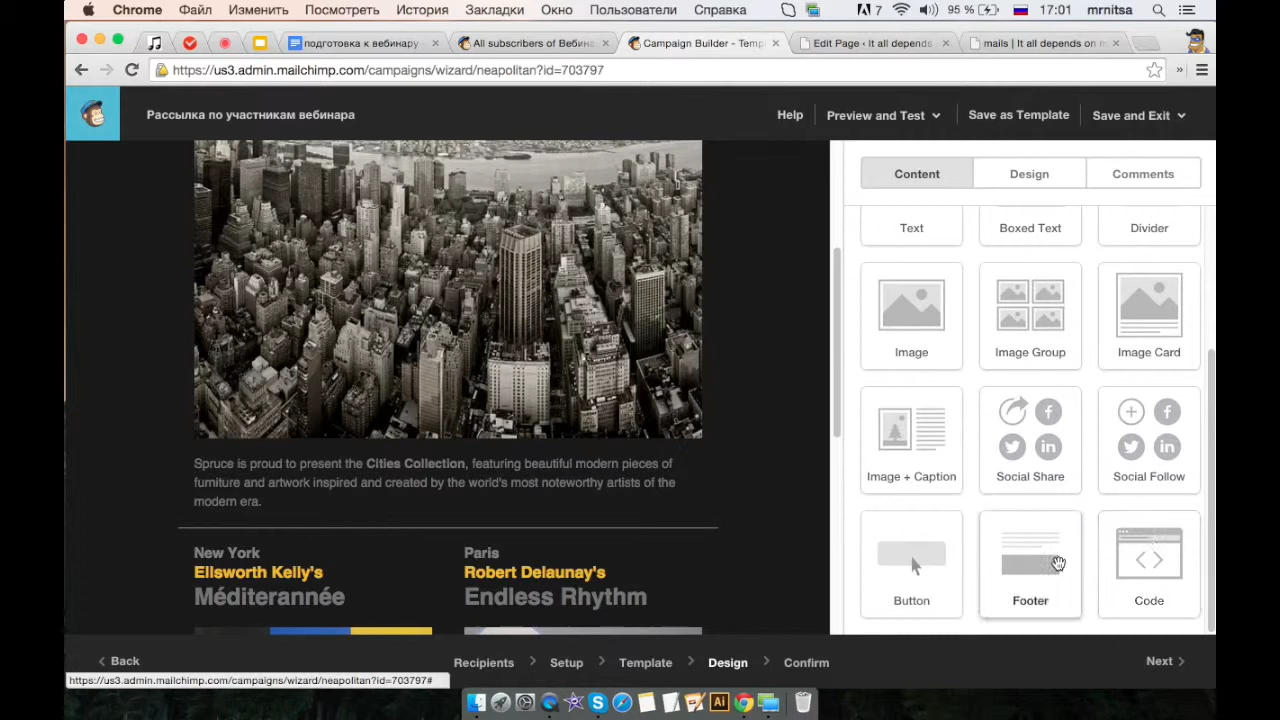 Chrome Файл Изменить Посмотреть История Закладки Окно Пользователи Справка 7 95 % 17:01 mrnitsa
подготовка к вебинару × All subscribers of Вебина × Campaign Builder - Temp × Edit Page ‹ It all depends × mails | It all depends on m ×
https://us3.admin.mailchimp.com/campaigns/wizard/neapolitan?id=703797
Рассылка по участникам вебинара Help Preview and Test Save as Template Save and Exit
Content Design Comments
Text Boxed Text Divider
Image Image Group Image Card
Image + Caption Social Share Social Follow
Button Footer Code
Spruce is proud to present the Cities Collection, featuring beautiful modern pieces of
furniture and artwork inspired and created by the world's most noteworthy artists of the
modern era.
New York Paris
Ellsworth Kelly's Robert Delaunay's
Méditerannée Endless Rhythm
Back Recipients Setup Template Design Confirm Next
https://us3.admin.mailchimp.com/campaigns/wizard/neapolitan?id=703797#
Ai